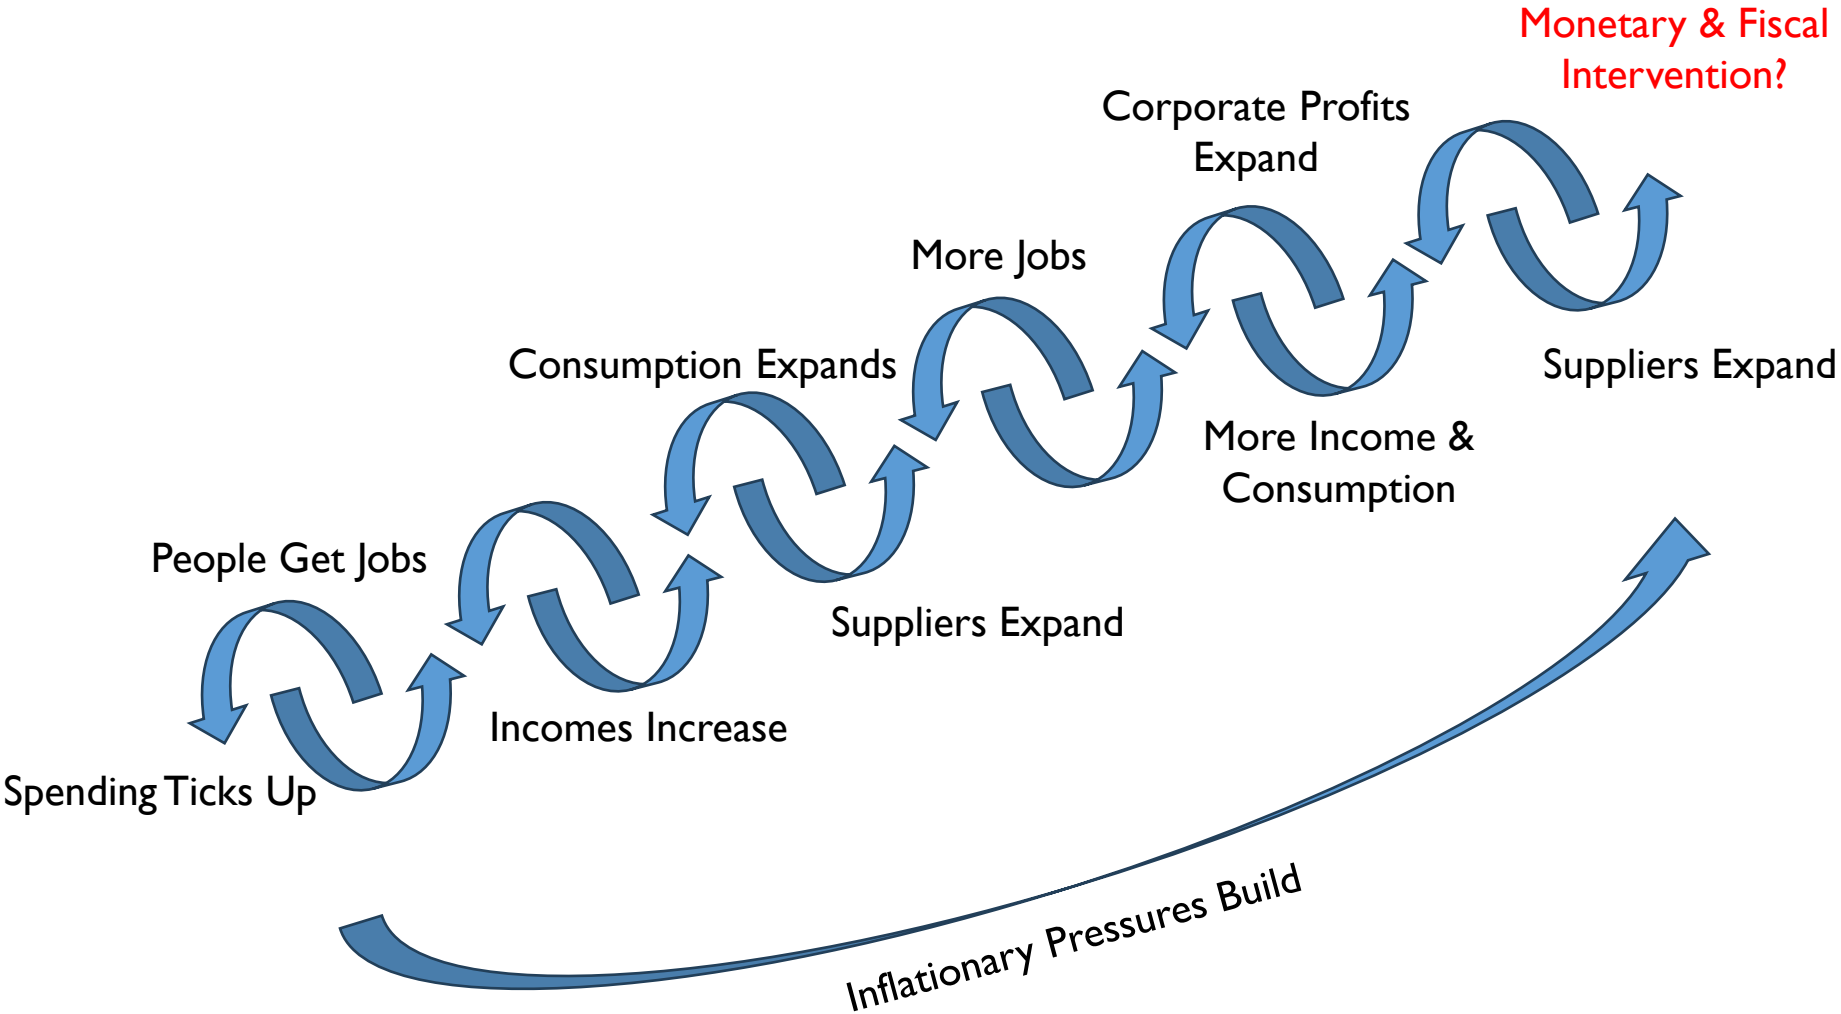 Monetary & Fiscal
Intervention?
Corporate Profits
Expand
More Jobs
Consumption Expands
Suppliers Expand
More Income &
Consumption
People Get Jobs
Suppliers Expand
Incomes Increase
Spending Ticks Up
Inflationary Pressures Build